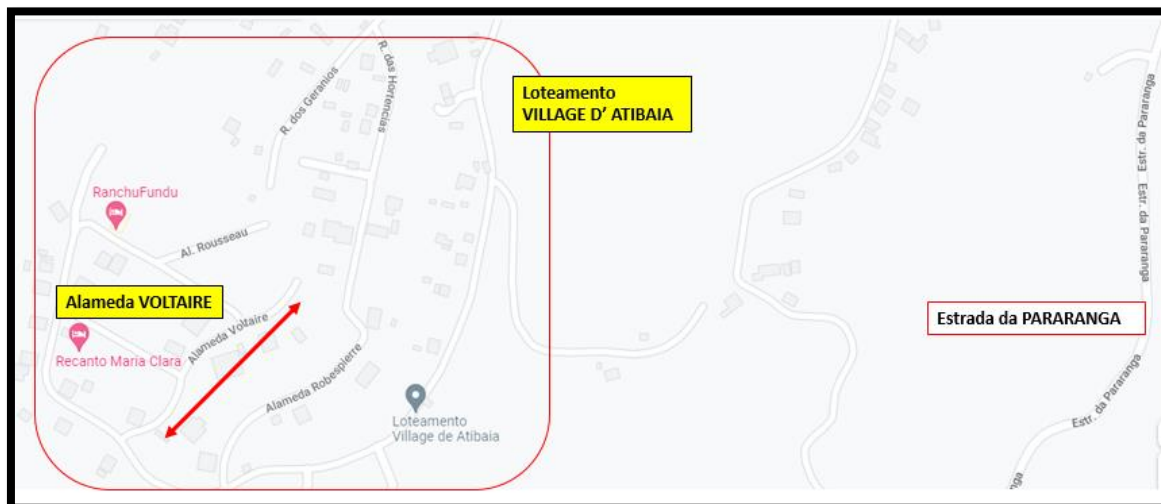 R. das Hortencias
R. dos Geranios
Loteamento
VILLAGE D’ ATIBAIA
Estr. da Pararanga
Estr. da Pararanga
RanchuFundu
Al. Rousseau
Alameda VOLTAIRE
Alameda Voltaire
Recanto Maria Clara
Alameda Robespierre
Estrada da PARARANGA
Estr. da Pararanga
Loteamento
Village de Atibaia